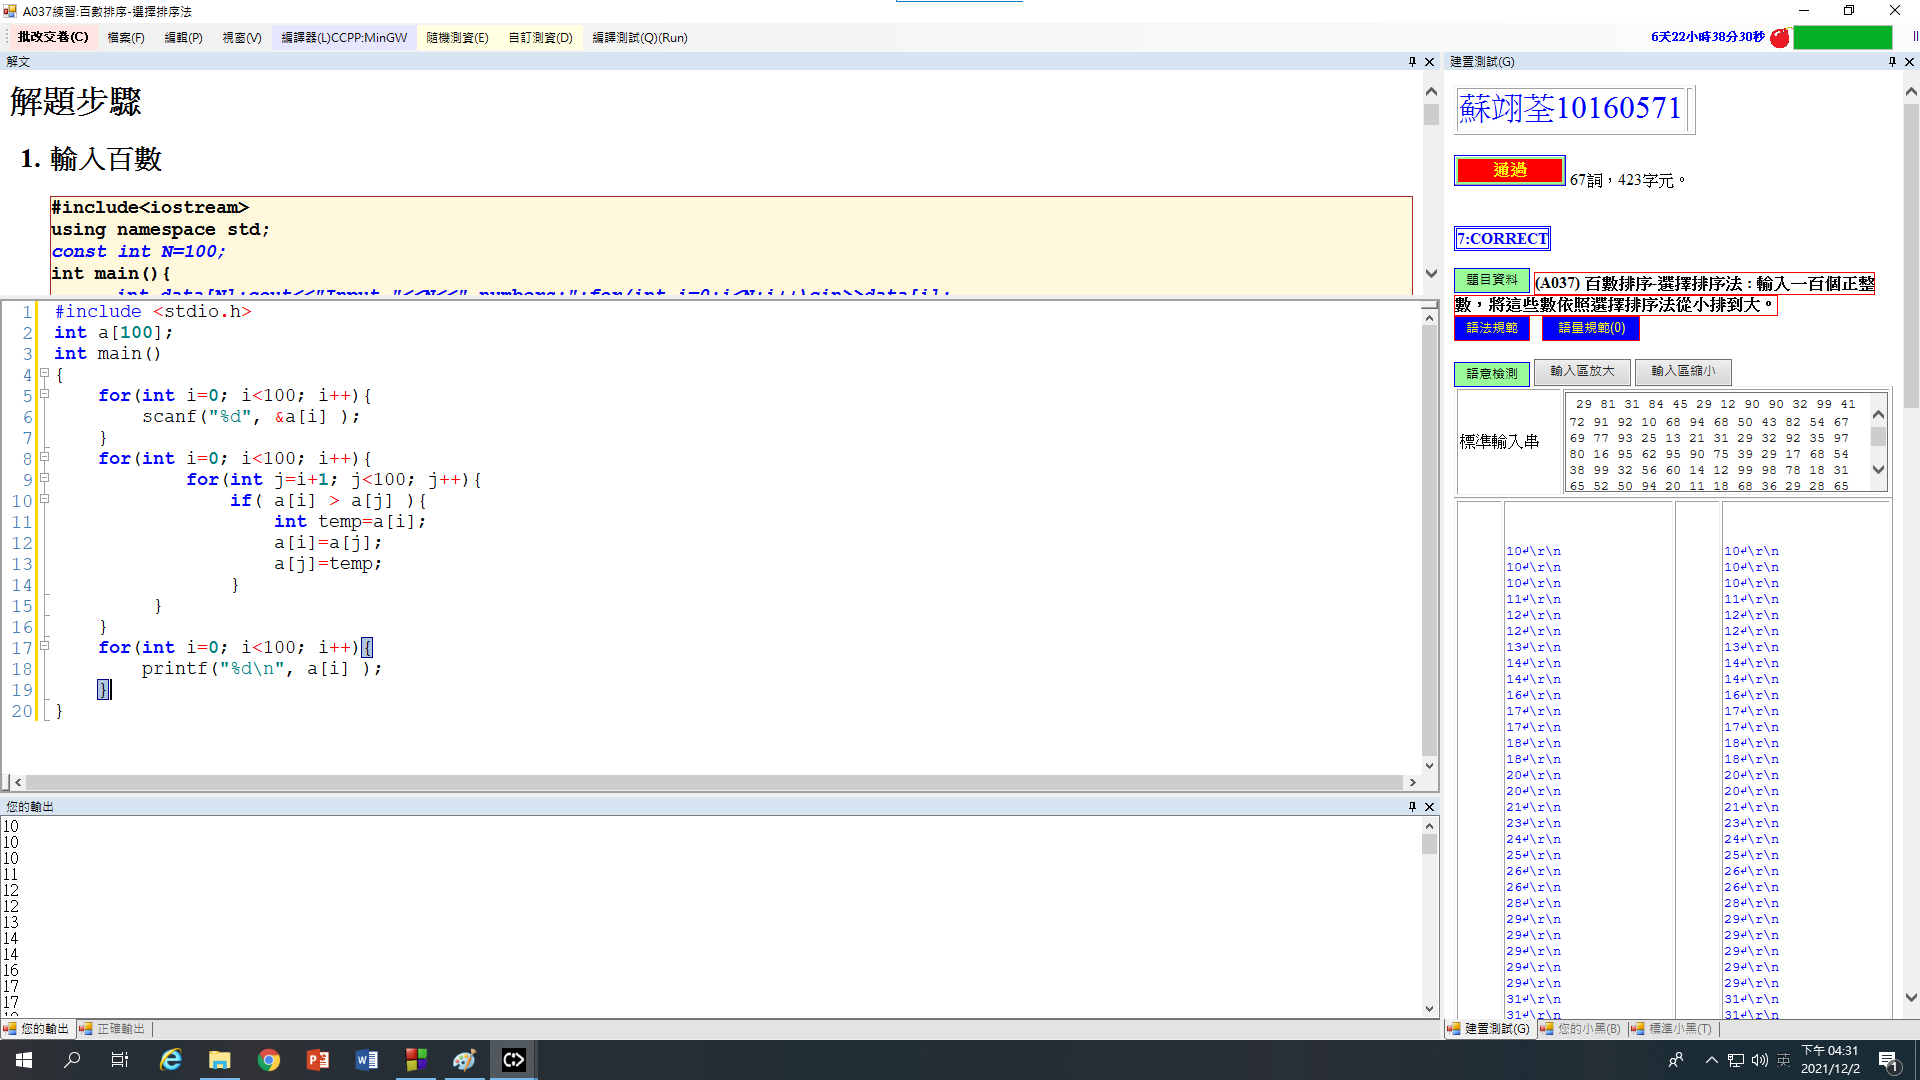 A037練習:百數排序-選擇排序法
批改交卷(C) 檔案(F) 編輯(P) 視窗(V) 編譯器(L)CCPP:MinGW 隨機測資(E) 自訂測資(D) 編譯測試(Q)(Run) 6天22小時38分30秒
解文
解題步驟
1. 輸入百數
#include<iostream>
using namespace std;
const int N=100;
int main(){
int data[N];cout<<"Input "<<N<<" numbers:";for(int i=0;i<N;i++)cin>>data[i];
1 #include <stdio.h>
2 int a[100];
3 int main()
4 {
5 for(int i=0; i<100; i++){
6 scanf("%d", &a[i] );
7 }
8 for(int i=0; i<100; i++){
9 for(int j=i+1; j<100; j++){
10 if( a[i] > a[j] ){
11 int temp=a[i];
12 a[i]=a[j];
13 a[j]=temp;
14 }
15 }
16 }
17 for(int i=0; i<100; i++){
18 printf("%d\n", a[i] );
19 }
20 }
您的輸出
10
10
10
11
12
12
13
14
14
16
17
17
您的輸出 正確輸出
建置測試(G)
蘇翊荃10160571
通過 67詞，423字元。
7:CORRECT
題目資料 (A037) 百數排序-選擇排序法 : 輸入一百個正整
數，將這些數依照選擇排序法從小排到大。
語法規範 語量規範(0)
語意檢測 輸入區放大 輸入區縮小
標準輸入串
29 81 31 84 45 29 12 90 90 32 99 41
72 91 92 10 68 94 68 50 43 82 54 67
69 77 93 25 13 21 31 29 32 92 35 97
80 16 95 62 95 90 75 39 29 17 68 54
38 99 32 56 60 14 12 99 98 78 18 31
65 52 50 94 20 11 18 68 36 29 28 65
10↵\r\n 10↵\r\n
10↵\r\n 10↵\r\n
10↵\r\n 10↵\r\n
11↵\r\n 11↵\r\n
12↵\r\n 12↵\r\n
12↵\r\n 12↵\r\n
13↵\r\n 13↵\r\n
14↵\r\n 14↵\r\n
14↵\r\n 14↵\r\n
16↵\r\n 16↵\r\n
17↵\r\n 17↵\r\n
17↵\r\n 17↵\r\n
18↵\r\n 18↵\r\n
18↵\r\n 18↵\r\n
20↵\r\n 20↵\r\n
20↵\r\n 20↵\r\n
21↵\r\n 21↵\r\n
23↵\r\n 23↵\r\n
24↵\r\n 24↵\r\n
25↵\r\n 25↵\r\n
26↵\r\n 26↵\r\n
26↵\r\n 26↵\r\n
28↵\r\n 28↵\r\n
29↵\r\n 29↵\r\n
29↵\r\n 29↵\r\n
29↵\r\n 29↵\r\n
29↵\r\n 29↵\r\n
29↵\r\n 29↵\r\n
31↵\r\n 31↵\r\n
31↵\r\n 31↵\r\n
建置測試(G) 您的小黑(B) 標準小黑(T)
英 下午 04:31
2021/12/2
1